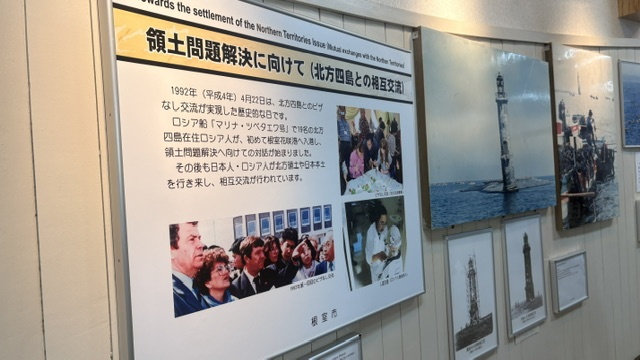 owards the settlement of the Northern Territories Issue (Mutual exchanges with the Northern Territories)
領土問題解決に向けて(北方四島との相互交流)
1992年(平成4年)4月22日は、北方四島とのビザ
なし交流が実現した歴史的な日です。
ロシア船「マリナ・ツベタエワ号」で19名の北方
四島在住ロシア人が、初めて根室花咲港へ入港し、
領土問題解決へ向けての対話が始まりました。
その後も日本人・ロシア人が北方領土や日本本土
を行き来し、相互交流が行われています。
根室市